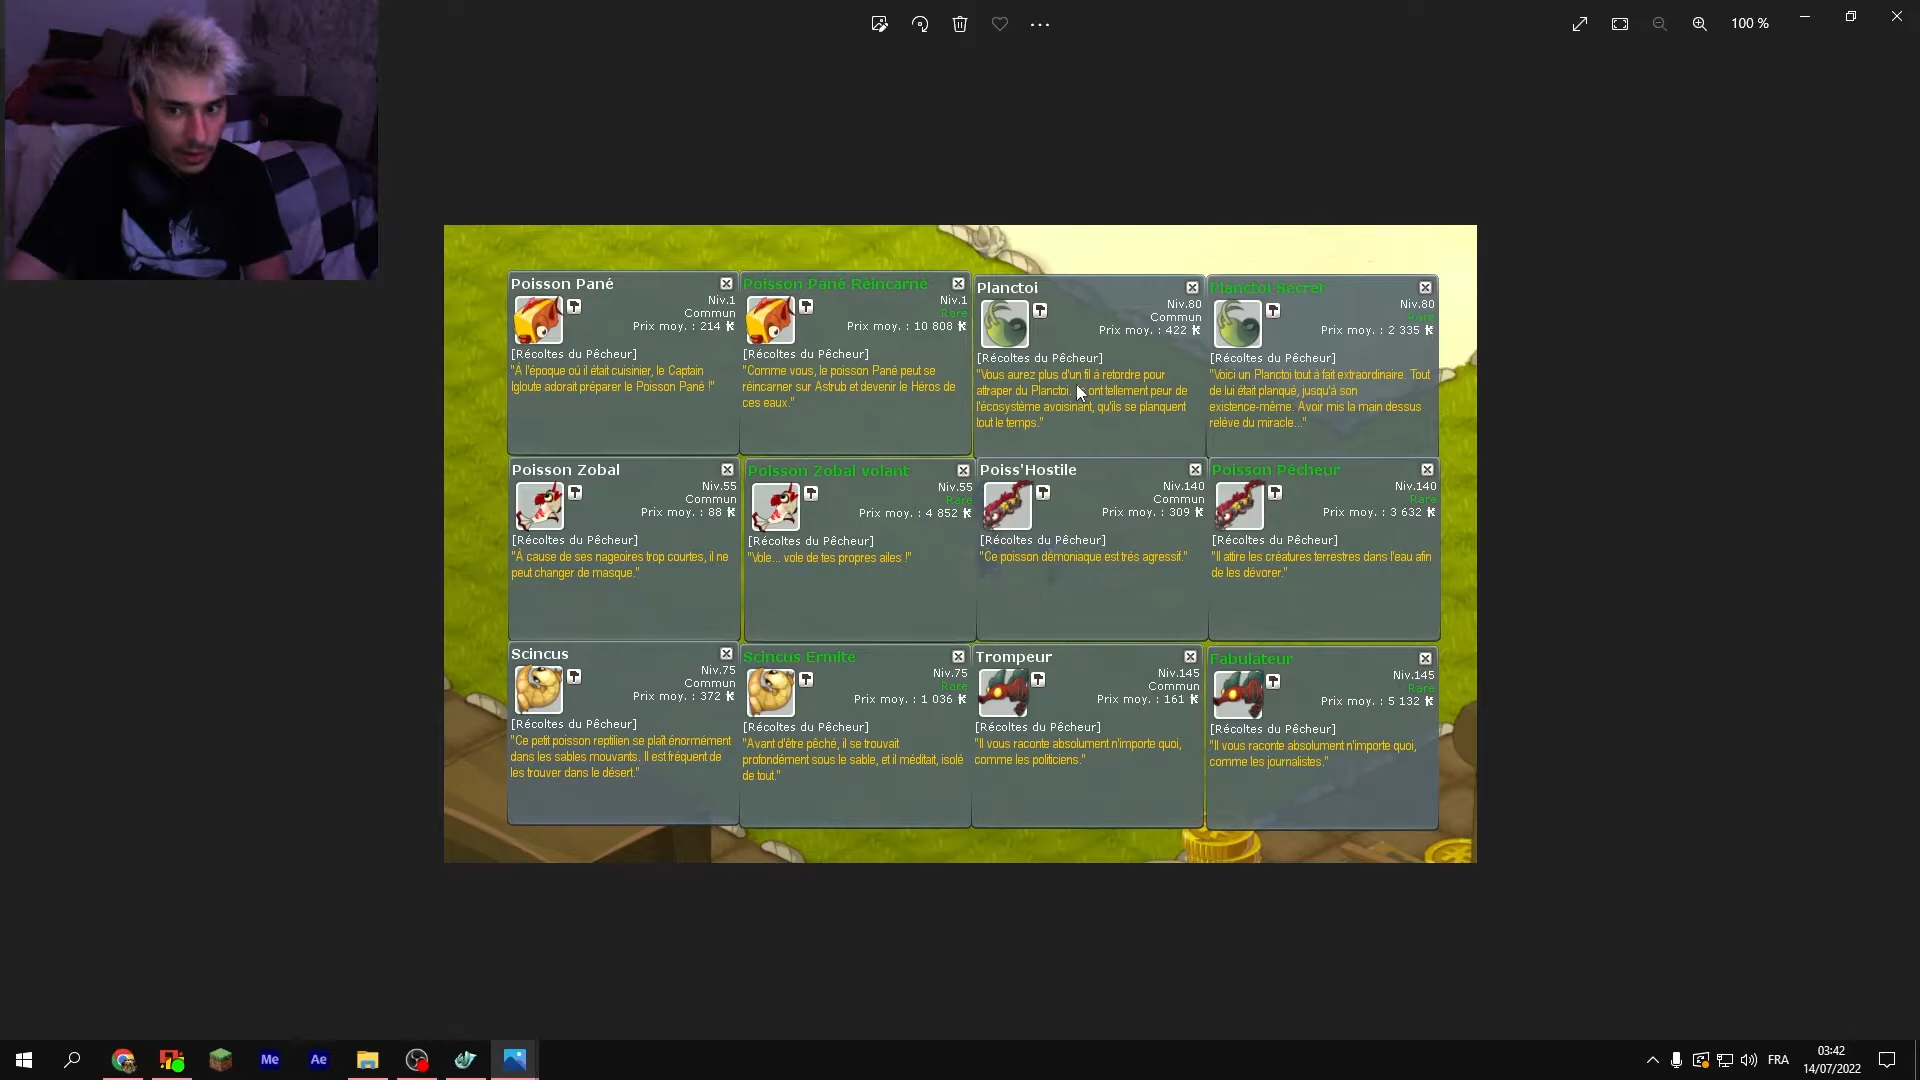 100 %
Poisson Pané
Niv.1
Commun
Prix moy. : 214 K
[Récoltes du Pêcheur]
"À l'époque où il était cuisinier, le Captain
Igloute adorait préparer le Poisson Pané !"
Poisson Pané Réincarné
Niv.1
Rare
Prix moy. : 10 808 K
[Récoltes du Pêcheur]
"Comme vous, le poisson Pané peut se
réincarner sur Astrub et devenir le Héros de
ces eaux."
Planctoi
Niv.80
Commun
Prix moy. : 422 K
[Récoltes du Pêcheur]
"Vous aurez plus d'un fil à retordre pour
attraper du Planctoi. ont tellement peur de
l'écosystème avoisinant, qu'ils se planquent
tout le temps."
Planctoi Secret
Niv.80
Rare
Prix moy. : 2 335 K
[Récoltes du Pêcheur]
"Voici un Planctoi tout à fait extraordinaire. Tout
de lui était planqué, jusqu'à son
existence-même. Avoir mis la main dessus
relève du miracle..."
Poisson Zobal
Niv.55
Commun
Prix moy. : 88 K
[Récoltes du Pêcheur]
"À cause de ses nageoires trop courtes, il ne
peut changer de masque."
Poisson Zobal volant
Niv.55
Rare
Prix moy. : 4 852 K
[Récoltes du Pêcheur]
"Vole... vole de tes propres ailes !"
Poiss'Hostile
Niv.140
Commun
Prix moy. : 309 K
[Récoltes du Pêcheur]
"Ce poisson démoniaque est très agressif."
Poisson Pêcheur
Niv.140
Rare
Prix moy. : 3 632 K
[Récoltes du Pêcheur]
"Il attire les créatures terrestres dans l'eau afin
de les dévorer."
Scincus
Niv.75
Commun
Prix moy. : 372 K
[Récoltes du Pêcheur]
"Ce petit poisson reptilien se plaît énormément
dans les sables mouvants. Il est fréquent de
les trouver dans le désert."
Scincus Ermite
Niv.75
Rare
Prix moy. : 1 036 K
[Récoltes du Pêcheur]
"Avant d'être pêché, il se trouvait
profondément sous le sable, et il méditait, isolé
de tout."
Trompeur
Niv.145
Commun
Prix moy. : 161 K
[Récoltes du Pêcheur]
"Il vous raconte absolument n'importe quoi,
comme les politiciens."
Fabulateur
Niv.145
Rare
Prix moy. : 5 132 K
[Récoltes du Pêcheur]
"Il vous raconte absolument n'importe quoi,
comme les journalistes."
Me
Ae
FRA
03:42
14/07/2022